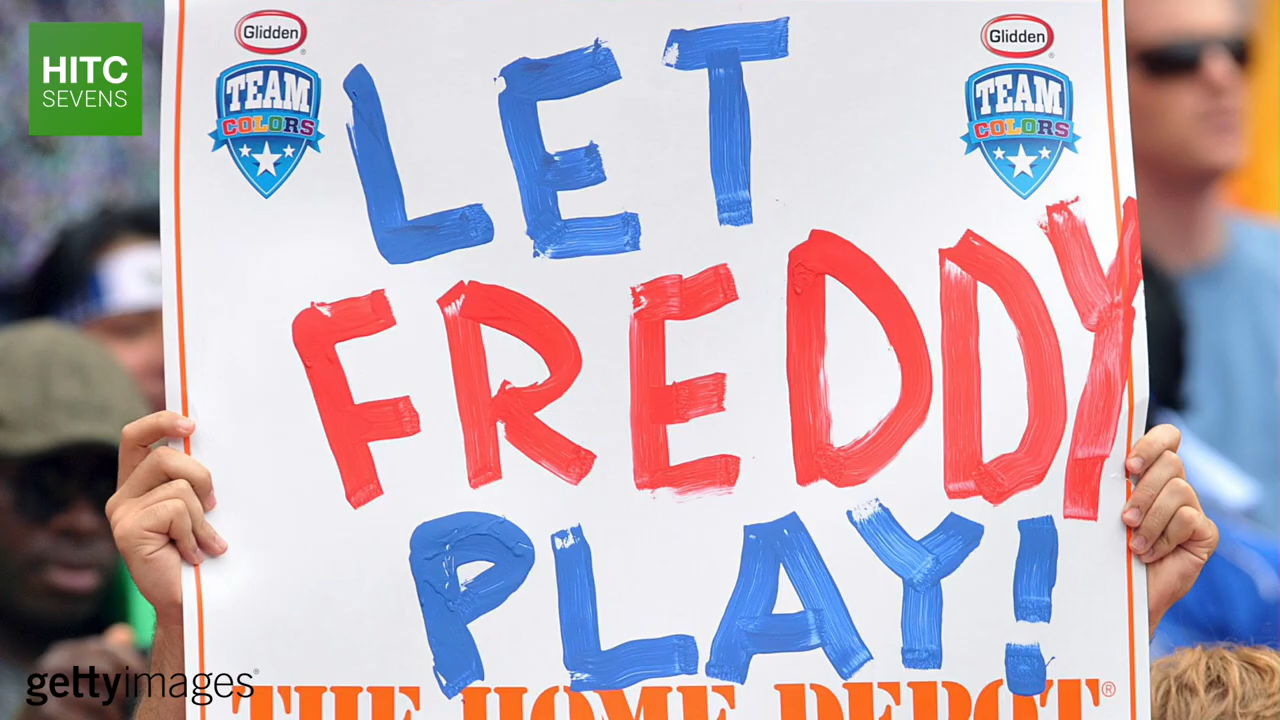 HITC
SEVENS
Glidden
TEAM
COLORS
Glidden
TEAM
COLORS
LET
FREDDY
PLAY!
THE HOME DEPOT®
gettyimages®